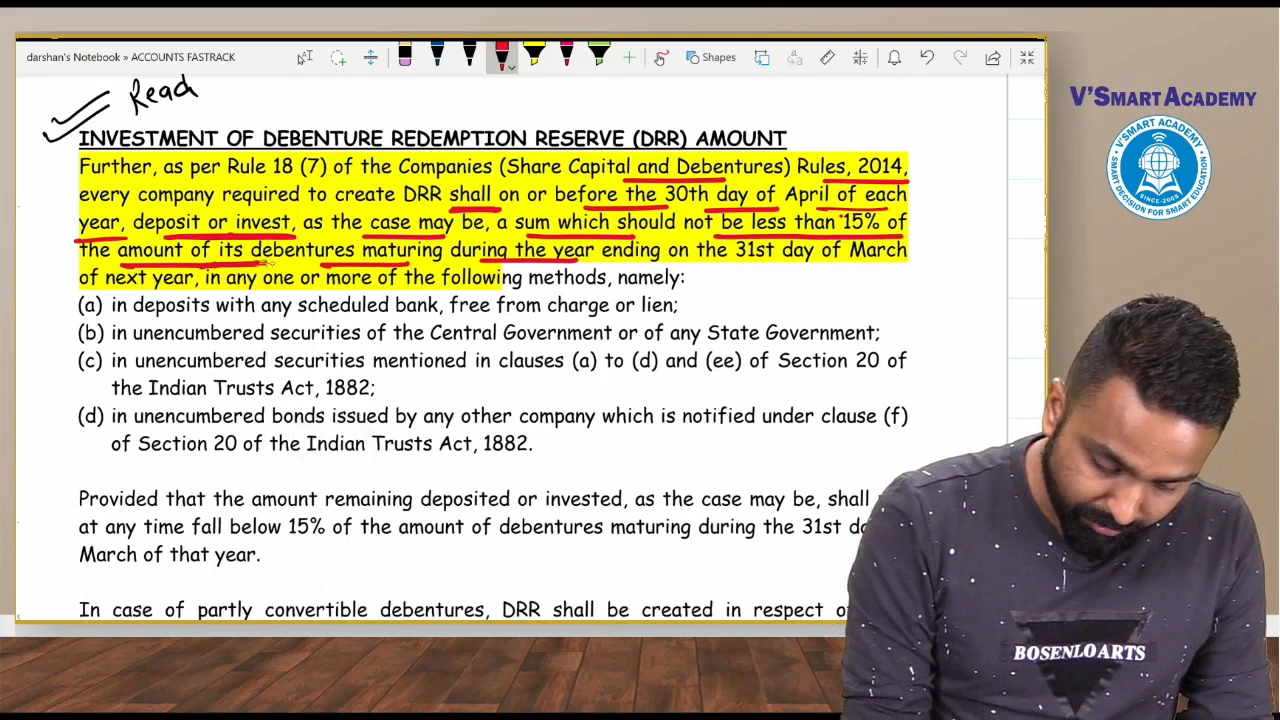 darshan's Notebook » ACCOUNTS FASTRACK
Shapes
Read
V'SMART ACADEMY
V'SMART ACADEMY
SMART DECISION FOR SMART EDUCATION
SINCE-2005
INVESTMENT OF DEBENTURE REDEMPTION RESERVE (DRR) AMOUNT
Further, as per Rule 18 (7) of the Companies (Share Capital and Debentures) Rules, 2014,
every company required to create DRR shall on or before the 30th day of April of each
year, deposit or invest, as the case may be, a sum which should not be less than 15% of
the amount of its debentures maturing during the year ending on the 31st day of March
of next year, in any one or more of the following methods, namely:
(a) in deposits with any scheduled bank, free from charge or lien;
(b) in unencumbered securities of the Central Government or of any State Government;
(c) in unencumbered securities mentioned in clauses (a) to (d) and (ee) of Section 20 of
the Indian Trusts Act, 1882;
(d) in unencumbered bonds issued by any other company which is notified under clause (f)
of Section 20 of the Indian Trusts Act, 1882.
Provided that the amount remaining deposited or invested, as the case may be, shall
at any time fall below 15% of the amount of debentures maturing during the 31st
March of that year.
In case of partly convertible debentures, DRR shall be created in respect
BOSENLOARTS